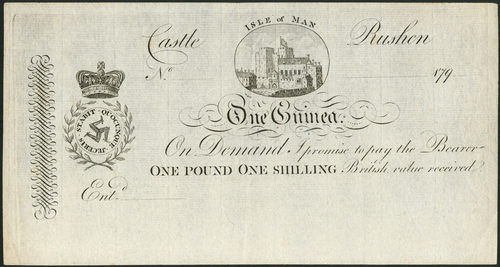 ISLE of MAN
Castle Rushen
No 179
STABIT QUOCUNQUE JECERIS
One Guinea.
On Demand I promise to pay the Bearer
ONE POUND ONE SHILLING British, value received
Entd